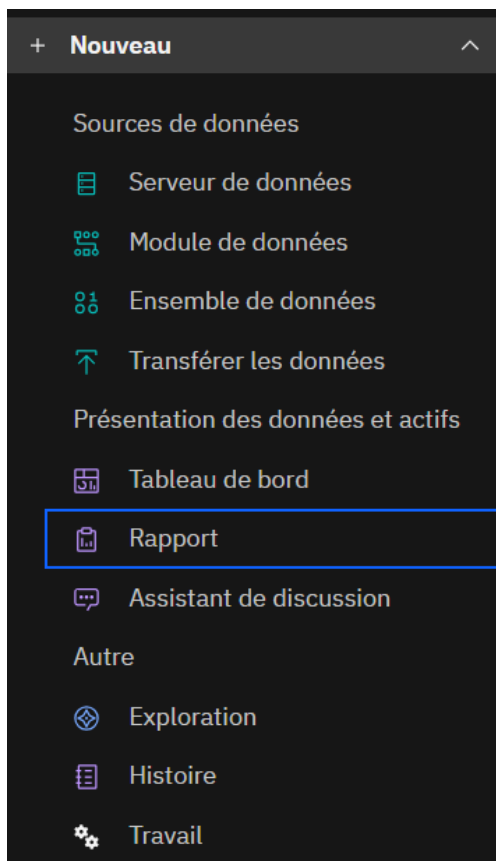 Nouveau
Sources de données
Serveur de données
Module de données
Ensemble de données
Transférer les données
Présentation des données et actifs
Tableau de bord
Rapport
Assistant de discussion
Autre
Exploration
Histoire
Travail